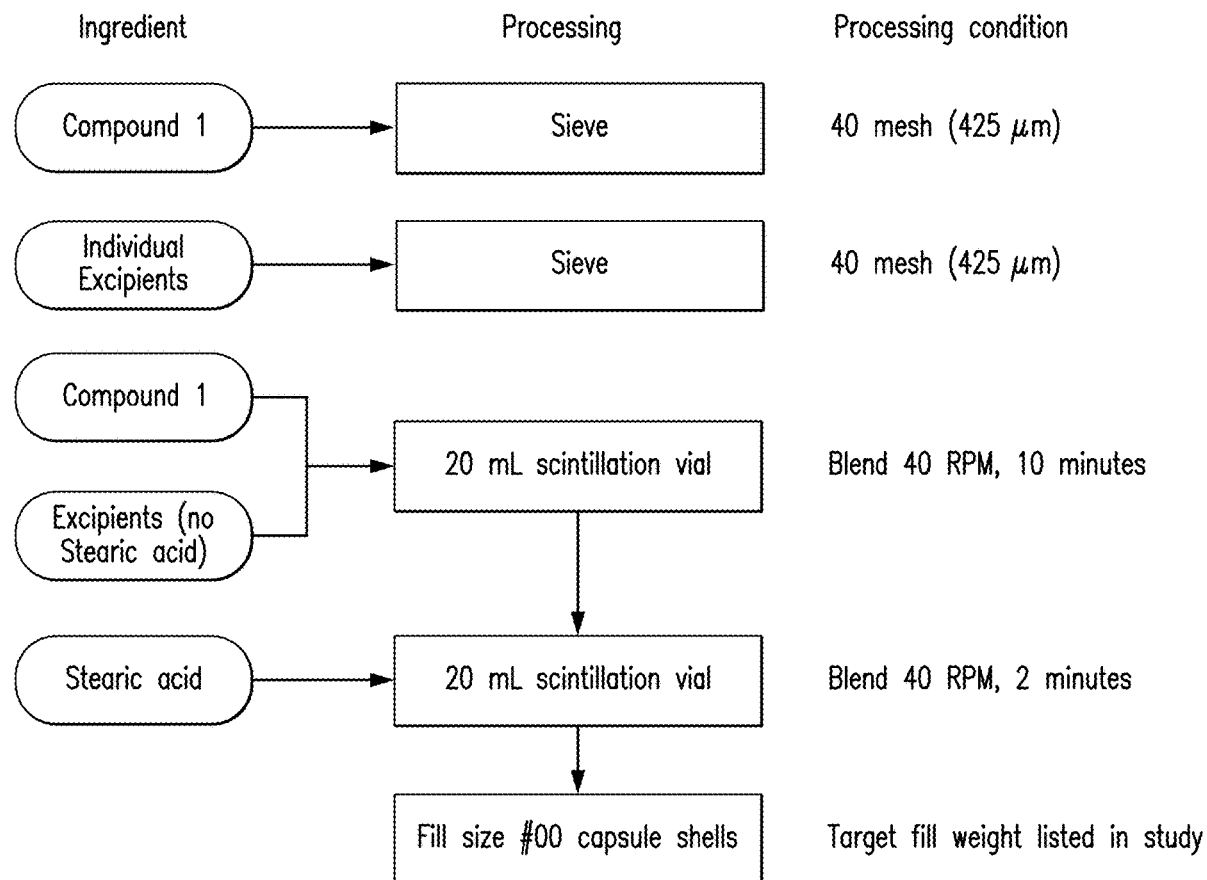 Ingredient
Processing
Processing condition
Compound 1
Sieve
40 mesh (425 μm)
Individual
Excipients
Sieve
40 mesh (425 μm)
Compound 1
20 mL scintillation vial
Blend 40 RPM, 10 minutes
Excipients (no
Stearic acid)
Stearic acid
20 mL scintillation vial
Blend 40 RPM, 2 minutes
Fill size #00 capsule shells
Target fill weight listed in study